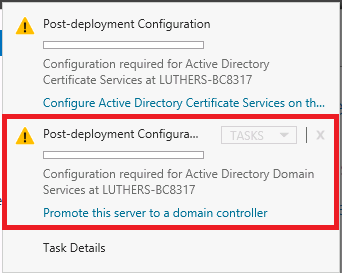 Post-deployment Configuration
Configuration required for Active Directory
Certificate Services at LUTHERS-BC8317
Configure Active Directory Certificate Services on th...
Post-deployment Configura... TASKS X
Configuration required for Active Directory Domain
Services at LUTHERS-BC8317
Promote this server to a domain controller
Task Details